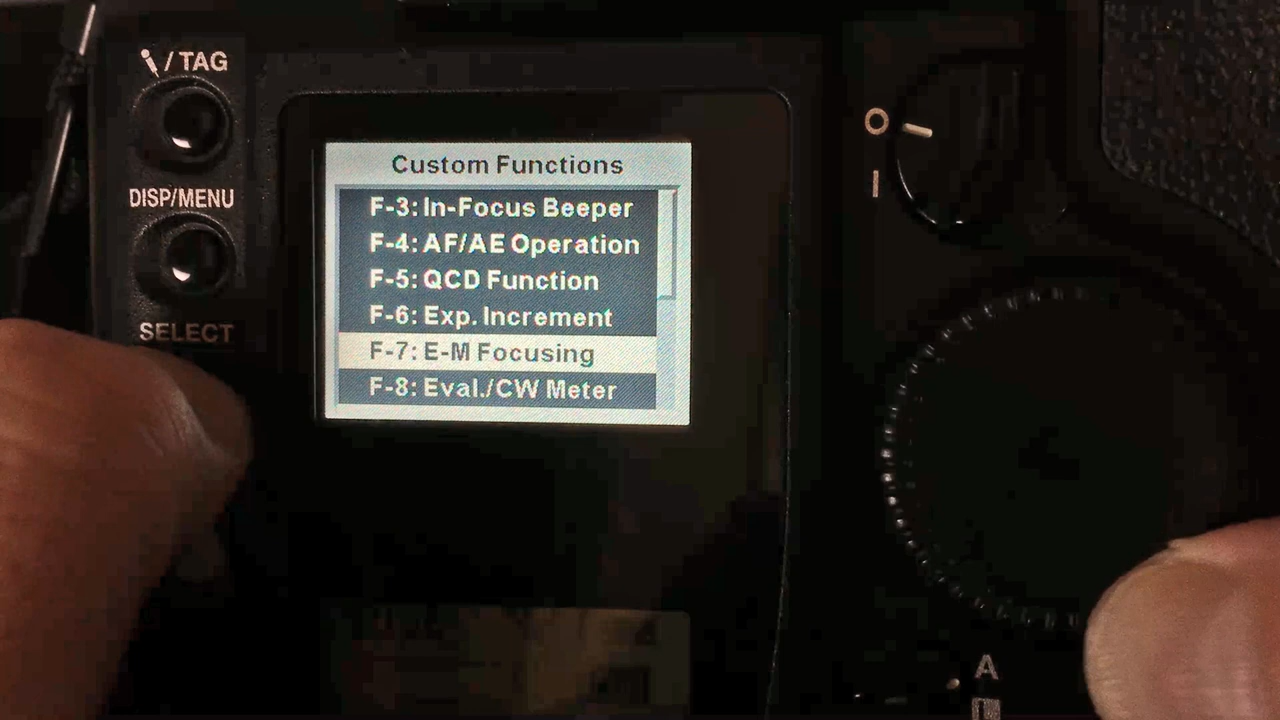 / TAG
DISP/MENU
SELECT
Custom Functions
F-3: In-Focus Beeper
F-4: AF/AE Operation
F-5: QCD Function
F-6: Exp. Increment
F-7: E-M Focusing
F-8: Eval./CW Meter
O
I
A